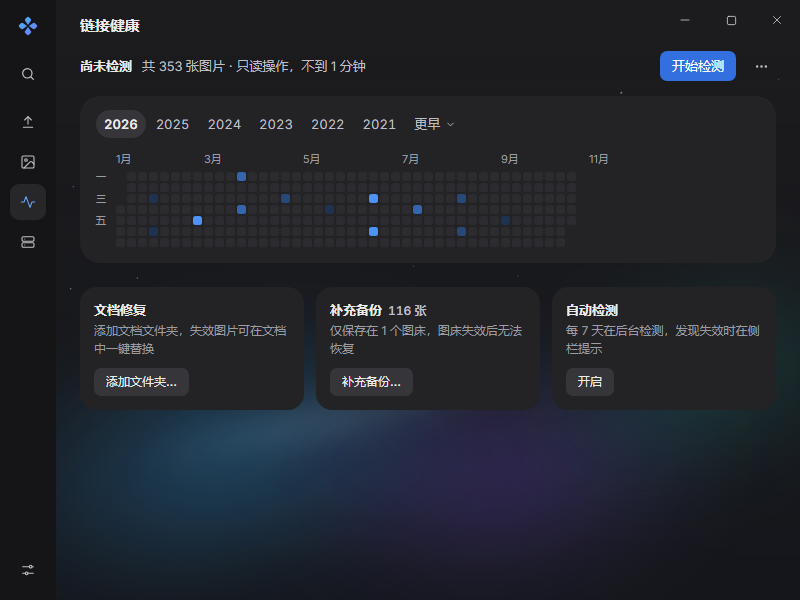 链接健康
尚未检测 共 353 张图片 · 只读操作，不到 1 分钟
开始检测
2026 2025 2024 2023 2022 2021 更早
1月 3月 5月 7月 9月 11月
一
三
五
文档修复
添加文档文件夹，失效图片可在文档
中一键替换
添加文件夹...
补充备份 116 张
仅保存在 1 个图床，图床失效后无法
恢复
补充备份...
自动检测
每 7 天在后台检测，发现失效时在侧
栏提示
开启